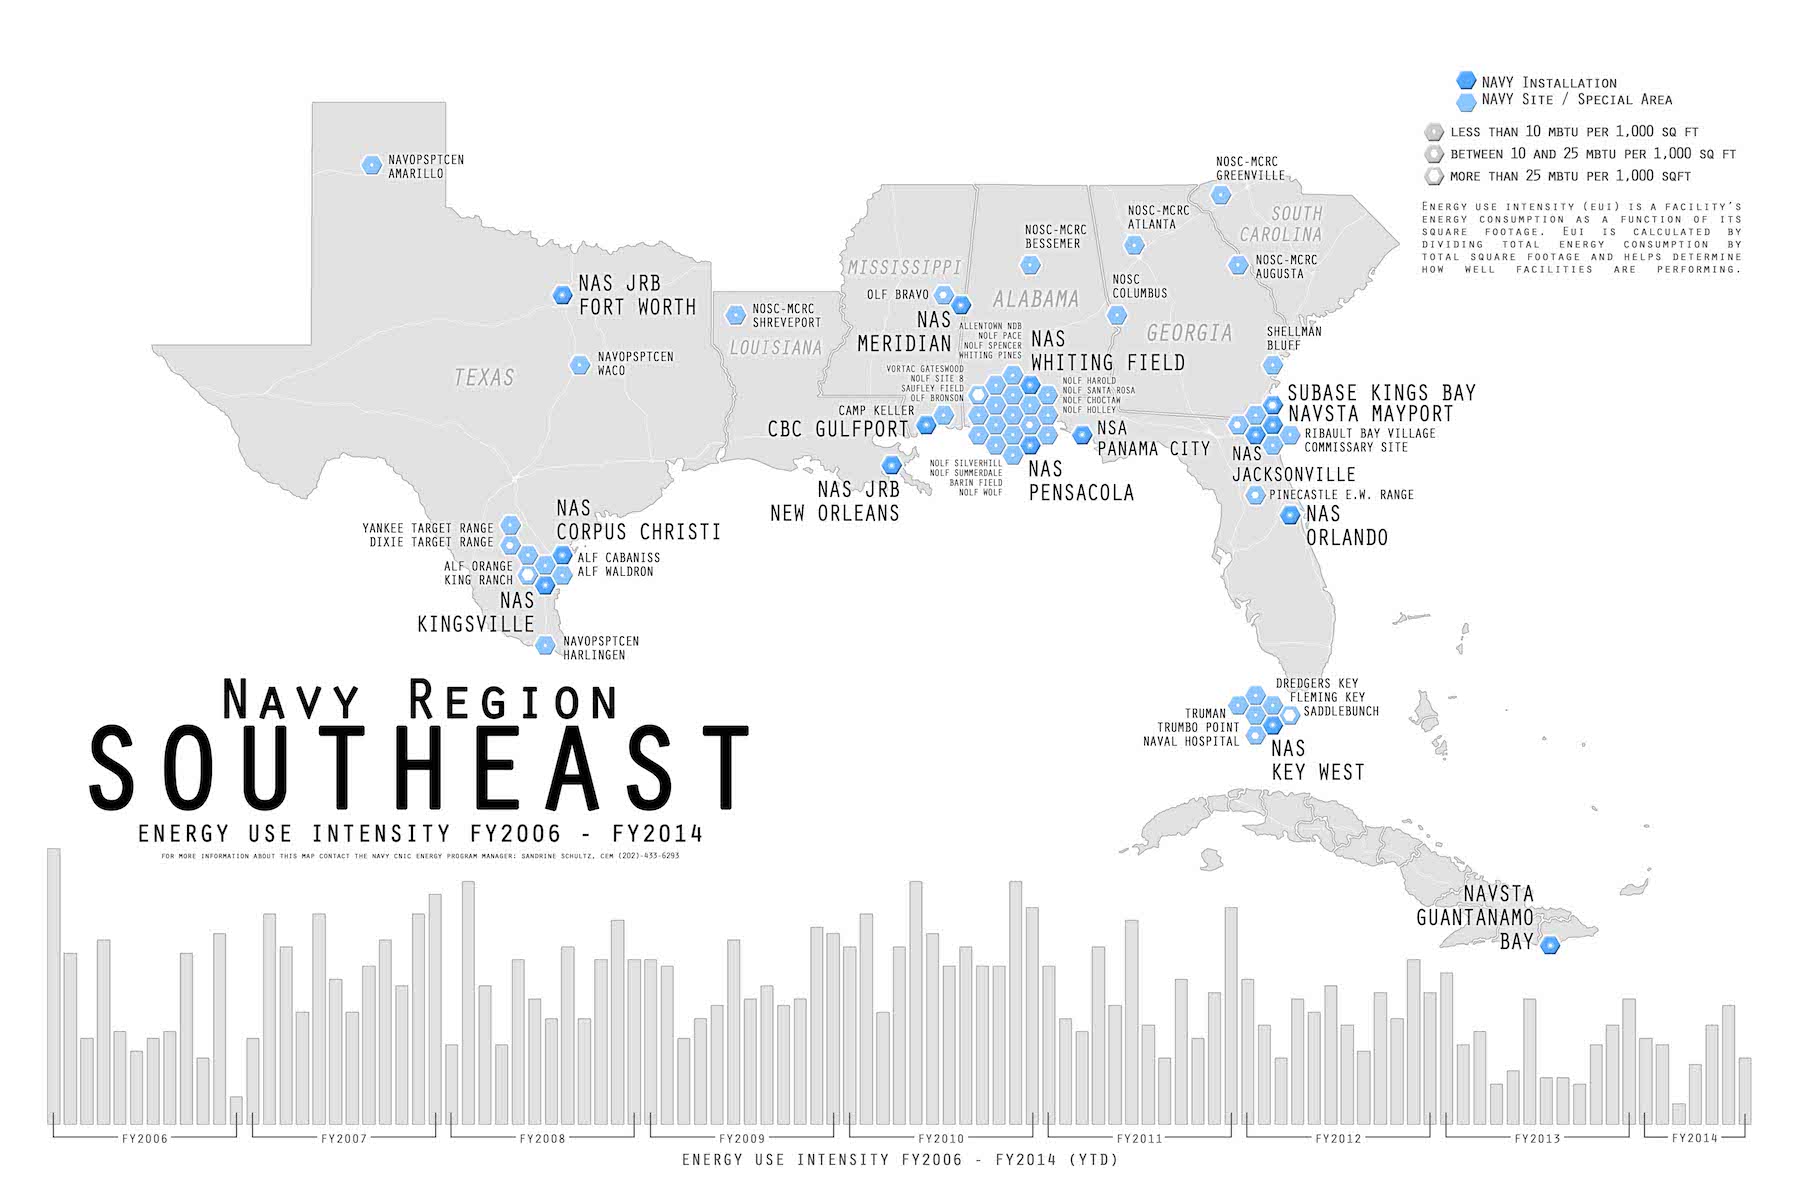 NAVY INSTALLATION
NAVY SITE / SPECIAL AREA
LESS THAN 10 MBTU PER 1,000 SQ FT
BETWEEN 10 AND 25 MBTU PER 1,000 SQ FT
MORE THAN 25 MBTU PER 1,000 SQFT
ENERGY USE INTENSITY (EUI) IS A FACILITY'S
ENERGY CONSUMPTION AS A FUNCTION OF ITS
SQUARE FOOTAGE. EUI IS CALCULATED BY
DIVIDING TOTAL ENERGY CONSUMPTION BY
TOTAL SQUARE FOOTAGE AND HELPS DETERMINE
HOW WELL FACILITIES ARE PERFORMING.
NAVOPSPTCEN
AMARILLO
NAS JRB
FORT WORTH
NAVOPSPTCEN
WACO
TEXAS
NOSC-MCRC
SHREVEPORT
LOUISIANA
MISSISSIPPI
OLF BRAVO
NAS
MERIDIAN
NOSC-MCRC
BESSEMER
ALABAMA
NOSC-MCRC
ATLANTA
NOSC
COLUMBUS
GEORGIA
NOSC-MCRC
GREENVILLE
SOUTH
CAROLINA
NOSC-MCRC
AUGUSTA
SHELLMAN
BLUFF
ALLENTOWN NDB
NOLF PACE
NOLF SPENCER
WHITING PINES
NAS
WHITING FIELD
VORTAC GATESWOOD
NOLF SITE 8
SAUFLEY FIELD
OLF BRONSON
NOLF HAROLD
NOLF SANTA ROSA
NOLF CHOCTAW
NOLF HOLLEY
CAMP KELLER
CBC GULFPORT
NSA
PANAMA CITY
NOLF SILVERHILL
NOLF SUMMERDALE
BARIN FIELD
NOLF WOLF
NAS
PENSACOLA
NAS JRB
NEW ORLEANS
SUBASE KINGS BAY
NAVSTA MAYPORT
RIBAULT BAY VILLAGE
COMMISSARY SITE
NAS
JACKSONVILLE
PINECASTLE E.W. RANGE
NAS
ORLANDO
NAS
CORPUS CHRISTI
YANKEE TARGET RANGE
DIXIE TARGET RANGE
ALF CABANISS
ALF WALDRON
ALF ORANGE
KING RANCH
NAS
KINGSVILLE
NAVOPSPTCEN
HARLINGEN
DREDGERS KEY
FLEMING KEY
SADDLEBUNCH
TRUMAN
TRUMBO POINT
NAVAL HOSPITAL
NAS
KEY WEST
NAVSTA
GUANTANAMO
BAY
NAVY REGION
SOUTHEAST
ENERGY USE INTENSITY FY2006 - FY2014
FOR MORE INFORMATION ABOUT THIS MAP CONTACT THE NAVY CNIC ENERGY PROGRAM MANAGER: SANDRINE SCHULTZ, CEM (202)-433-6293
FY2006
FY2007
FY2008
FY2009
FY2010
FY2011
FY2012
FY2013
FY2014
ENERGY USE INTENSITY FY2006 - FY2014 (YTD)